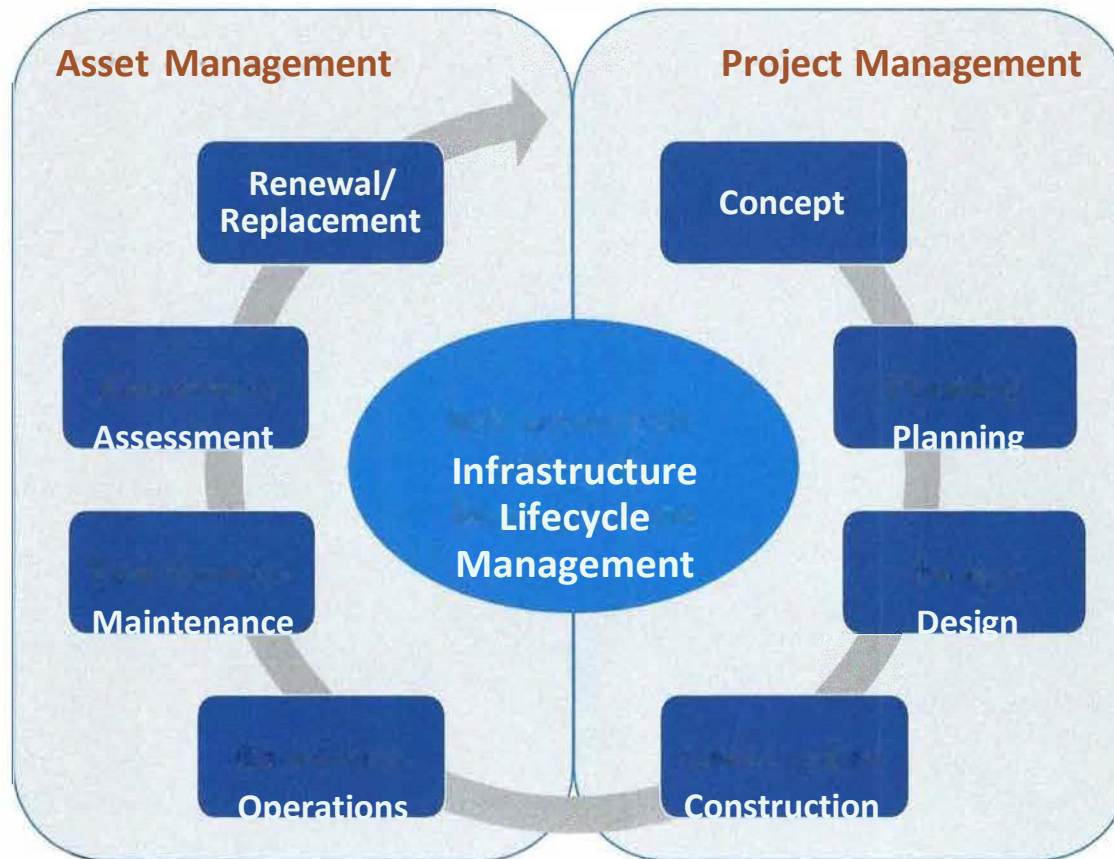 Asset Management
Project Management
Renewal/
Replacement
Concept
Assessment
Planning
Infrastructure
Lifecycle
Management
Maintenance
Design
Operations
Construction